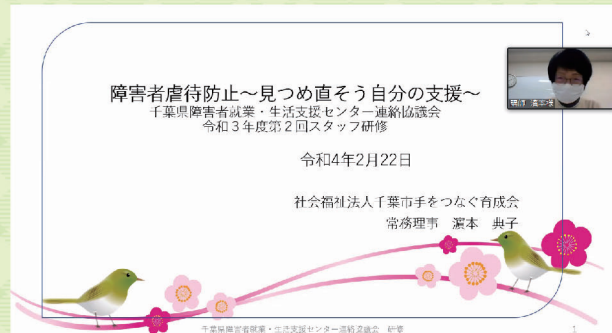 障害者虐待防止～見つめ直そう自分の支援～
千葉県障害者就業・生活支援センター連絡協議会
令和３年度第２回スタッフ研修
令和4年2月22日
社会福祉法人千葉市手をつなぐ育成会
常務理事　濵本　典子
千葉県障害者就業・生活支援センター連絡協議会　研修
1